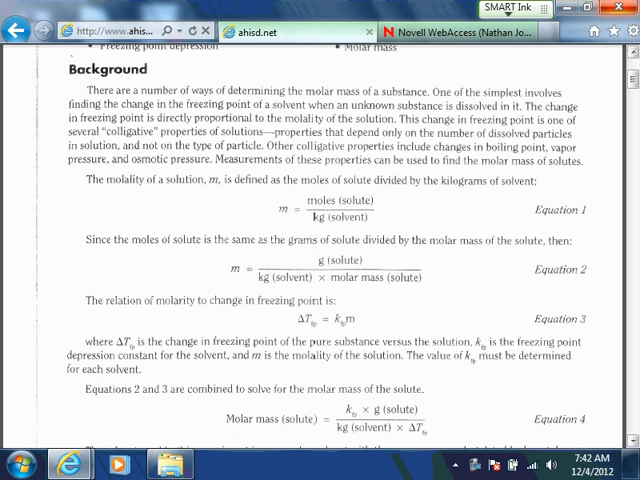 SMART Ink
http://www.ahis...
ahisd.net
Novell WebAccess (Nathan Jo...
• Freezing point depression
• Molar mass
Background
There are a number of ways of determining the molar mass of a substance. One of the simplest involves
finding the change in the freezing point of a solvent when an unknown substance is dissolved in it. The change
in freezing point is directly proportional to the molality of the solution. This change in freezing point is one of
several “colligative” properties of solutions—properties that depend only on the number of dissolved particles
in solution, and not on the type of particle. Other colligative properties include changes in boiling point, vapor
pressure, and osmotic pressure. Measurements of these properties can be used to find the molar mass of solutes.
The molality of a solution, m, is defined as the moles of solute divided by the kilograms of solvent:
m = moles (solute) / kg (solvent) Equation 1
Since the moles of solute is the same as the grams of solute divided by the molar mass of the solute, then:
m = g (solute) / kg (solvent) × molar mass (solute) Equation 2
The relation of molarity to change in freezing point is:
ΔTfp = kfpm Equation 3
where ΔTfp is the change in freezing point of the pure substance versus the solution, kfp is the freezing point
depression constant for the solvent, and m is the molality of the solution. The value of kfp must be determined
for each solvent.
Equations 2 and 3 are combined to solve for the molar mass of the solute.
Molar mass (solute) = kfp × g (solute) / kg (solvent) × ΔTfp Equation 4
7:42 AM
12/4/2012